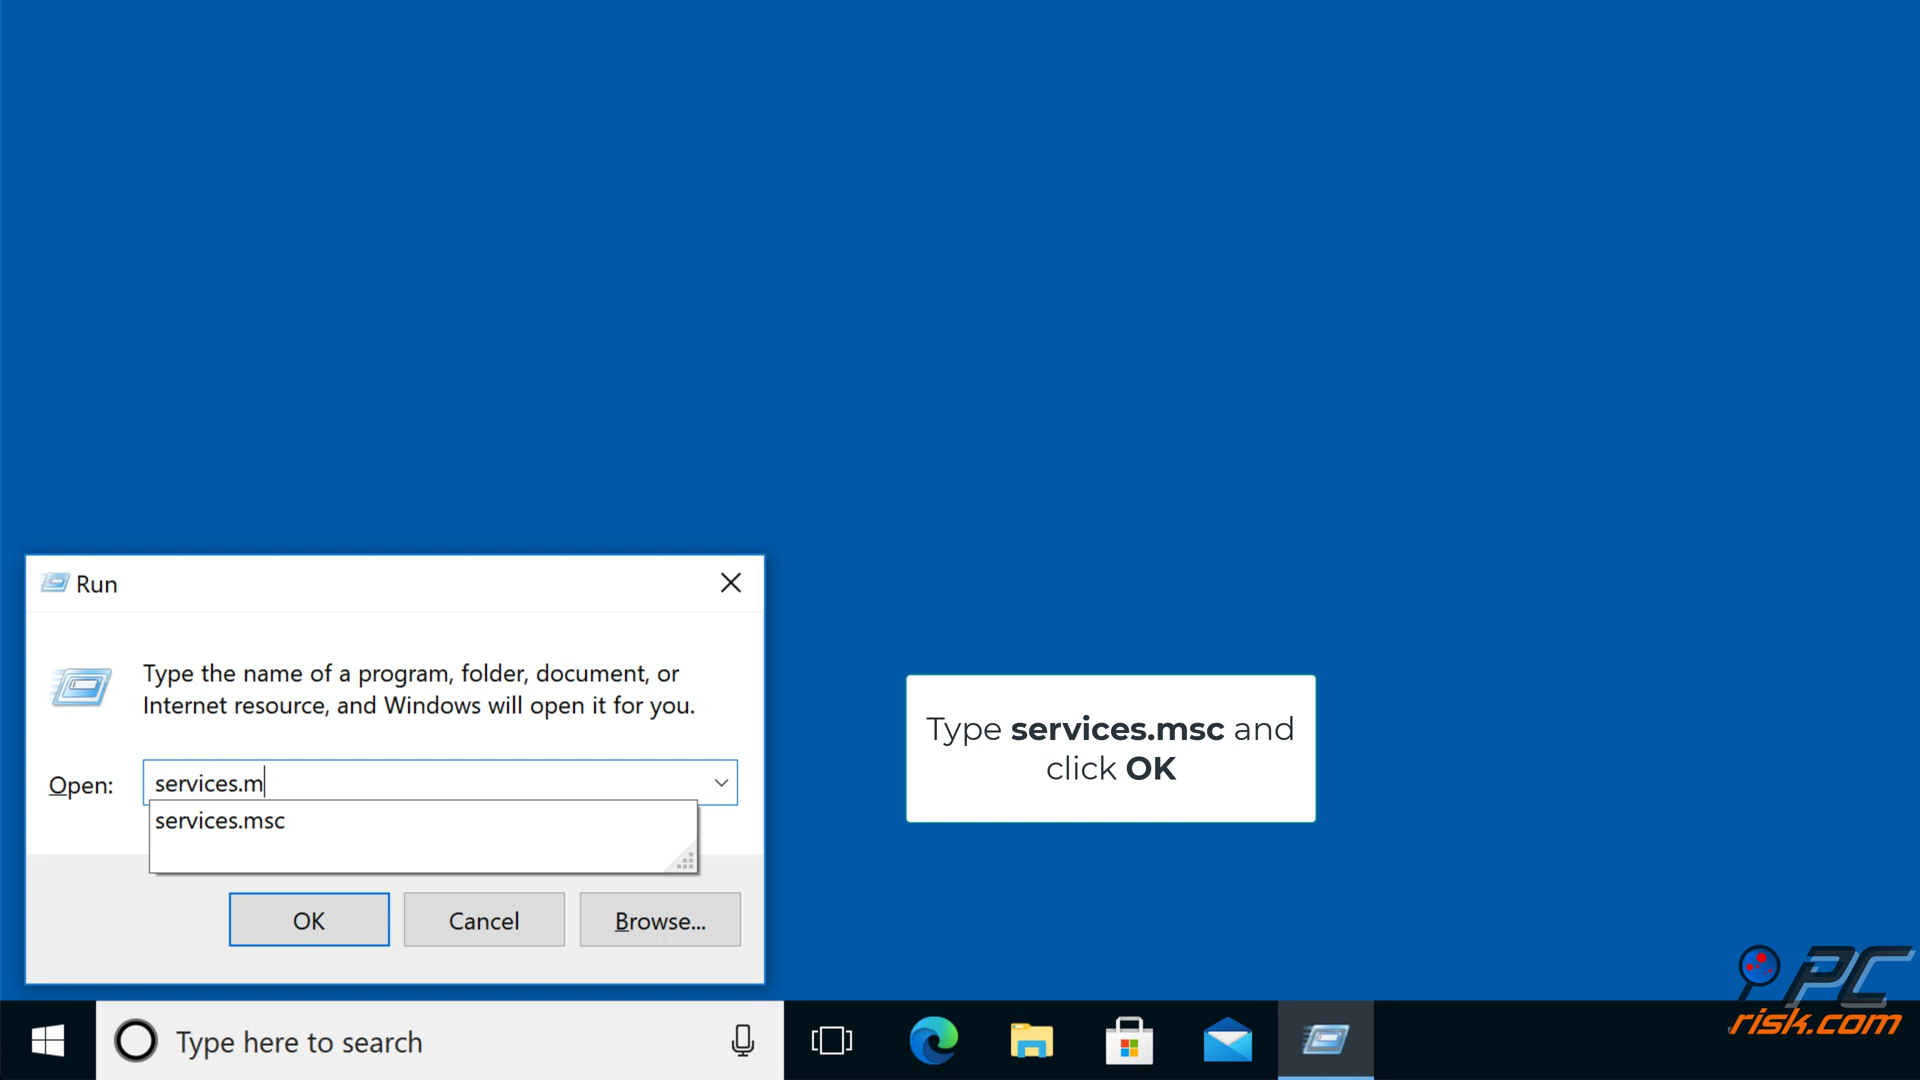 Run
Type the name of a program, folder, document, or
Internet resource, and Windows will open it for you.
Open:
services.m
services.msc
OK
Cancel
Browse...
Type services.msc and
click OK
Type here to search
PC
risk.com